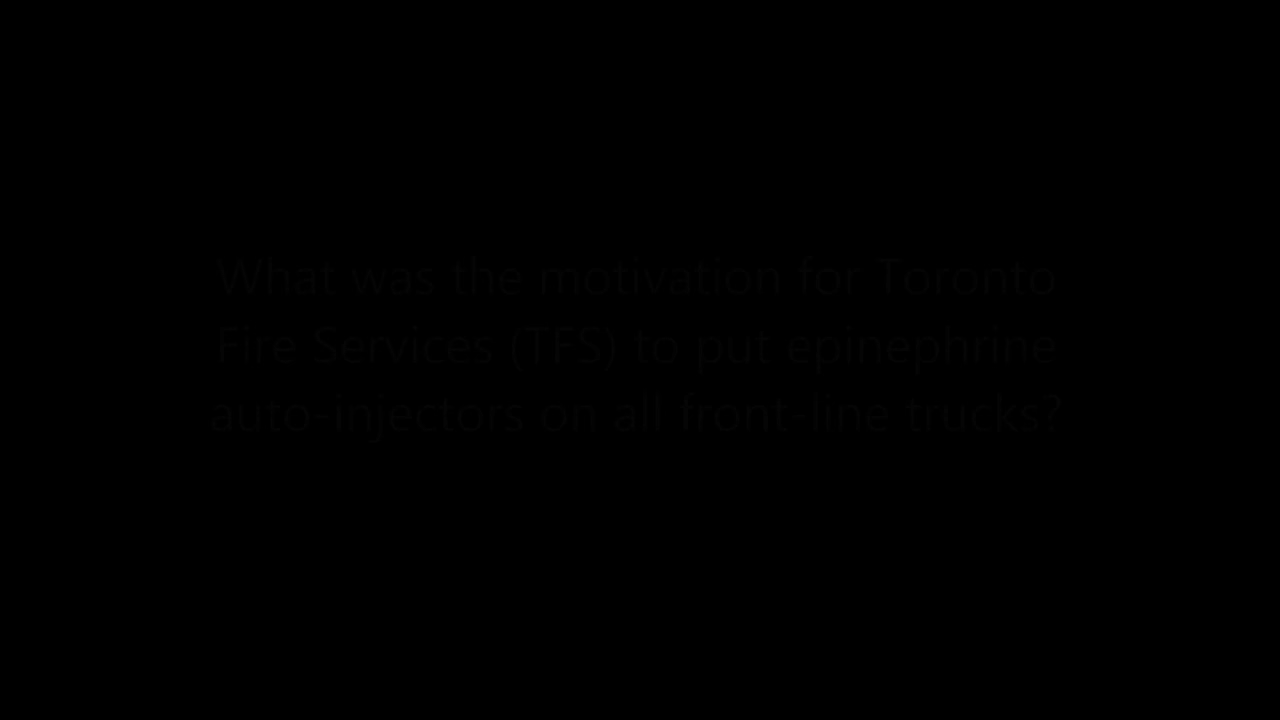 What was the motivation for Toronto
Fire Services (TFS) to put epinephrine
auto-injectors on all front-line trucks?